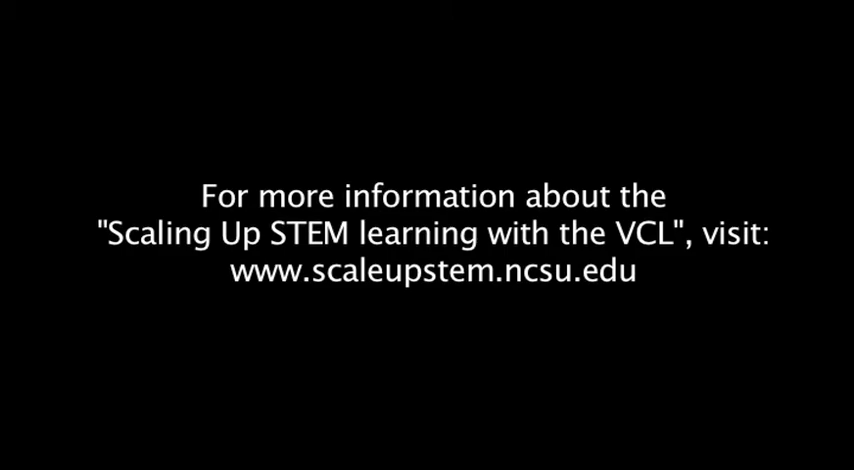 For more information about the
"Scaling Up STEM learning with the VCL", visit:
www.scaleupstem.ncsu.edu